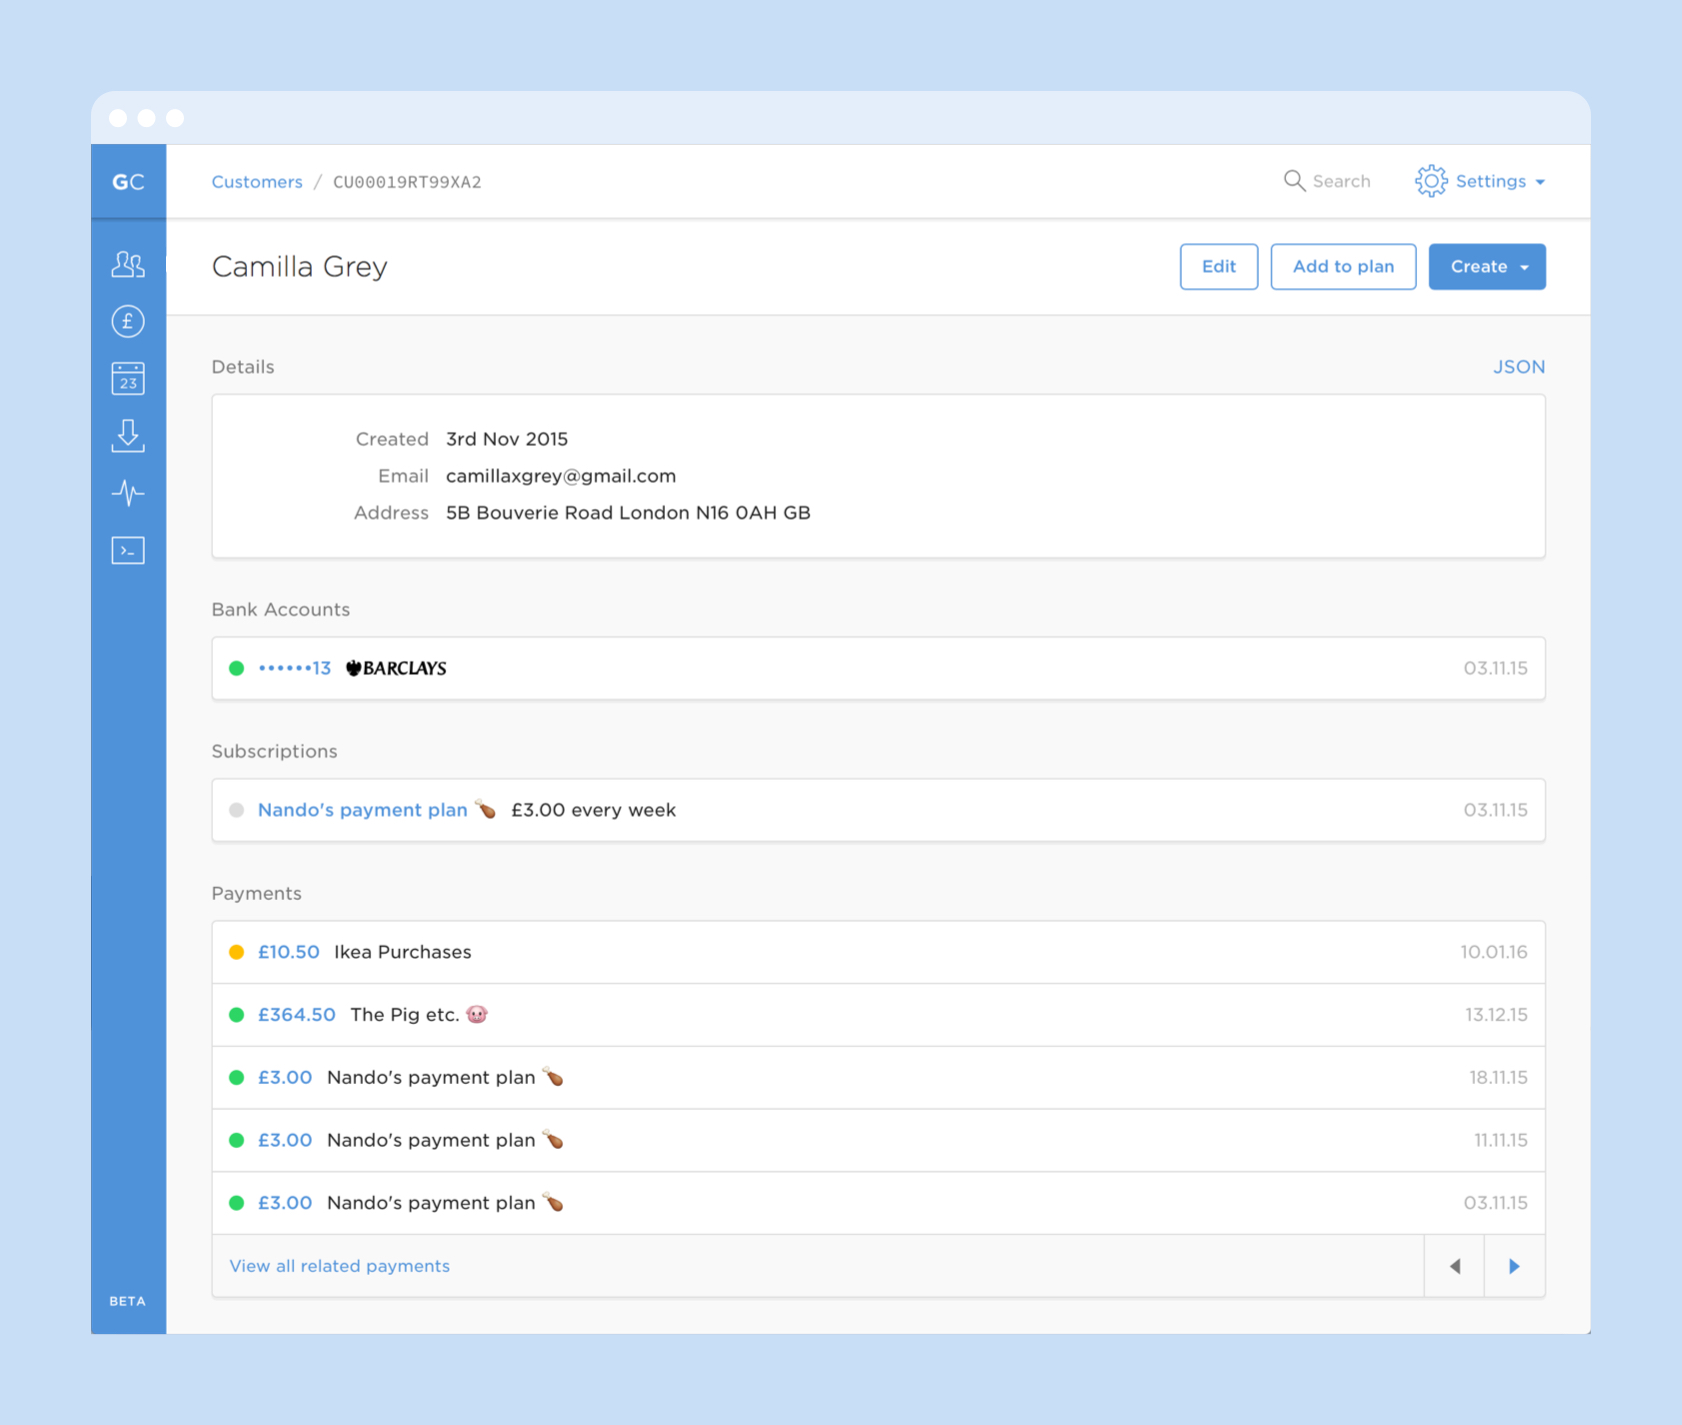 GC
Customers / CU00019RT99XA2
Search
Settings
Camilla Grey
Edit
Add to plan
Create
£
23
>_
Details
JSON
Created 3rd Nov 2015
Email camillaxgrey@gmail.com
Address 5B Bouverie Road London N16 0AH GB
Bank Accounts
••••••13 BARCLAYS 03.11.15
Subscriptions
Nando's payment plan 🍗 £3.00 every week 03.11.15
Payments
£10.50 Ikea Purchases 10.01.16
£364.50 The Pig etc. 🐷 13.12.15
£3.00 Nando's payment plan 🍗 18.11.15
£3.00 Nando's payment plan 🍗 11.11.15
£3.00 Nando's payment plan 🍗 03.11.15
View all related payments
BETA